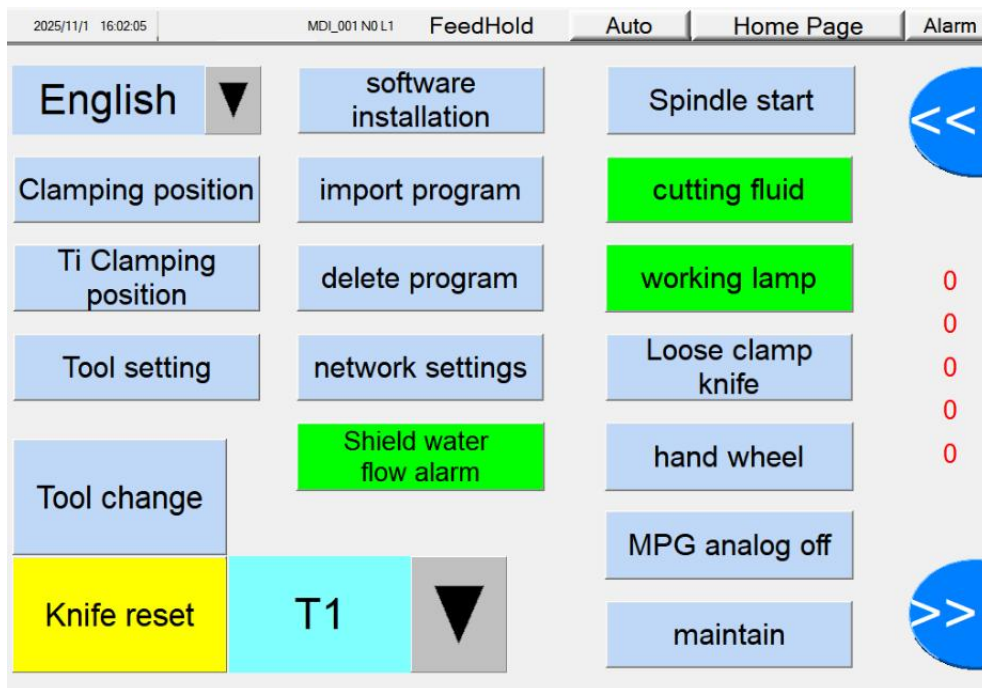 2025/11/1 16:02:05 MDI_001 N0 L1 FeedHold Auto Home Page Alarm
English ▼
software
installation
Spindle start
<<
Clamping position
import program
cutting fluid
Ti Clamping
position
delete program
working lamp
0
0
Tool setting
network settings
Loose clamp
knife
0
0
Shield water
flow alarm
hand wheel
0
Tool change
MPG analog off
Knife reset
T1 ▼
maintain
>>